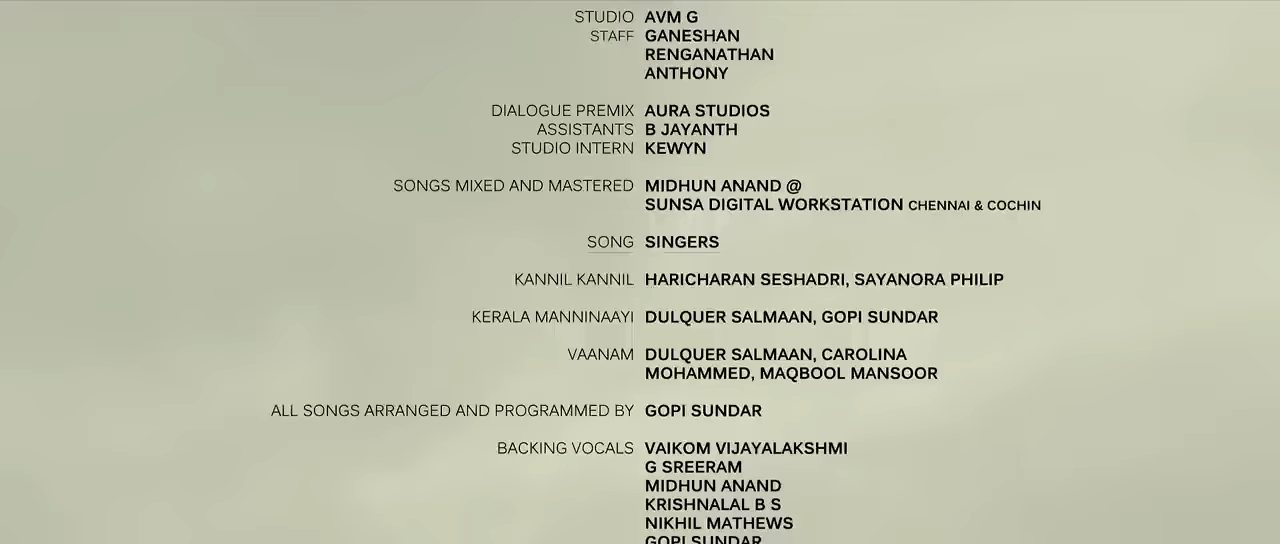 STUDIO AVM G
STAFF GANESHAN
RENGANATHAN
ANTHONY
DIALOGUE PREMIX AURA STUDIOS
ASSISTANTS B JAYANTH
STUDIO INTERN KEWYN
SONGS MIXED AND MASTERED MIDHUN ANAND @
SUNSA DIGITAL WORKSTATION CHENNAI & COCHIN
SONG SINGERS
KANNIL KANNIL HARICHARAN SESHADRI, SAYANORA PHILIP
KERALA MANNINAAYI DULQUER SALMAAN, GOPI SUNDAR
VAANAM DULQUER SALMAAN, CAROLINA
MOHAMMED, MAQBOOL MANSOOR
ALL SONGS ARRANGED AND PROGRAMMED BY GOPI SUNDAR
BACKING VOCALS VAIKOM VIJAYALAKSHMI
G SREERAM
MIDHUN ANAND
KRISHNALAL B S
NIKHIL MATHEWS
GOPI SUNDAR